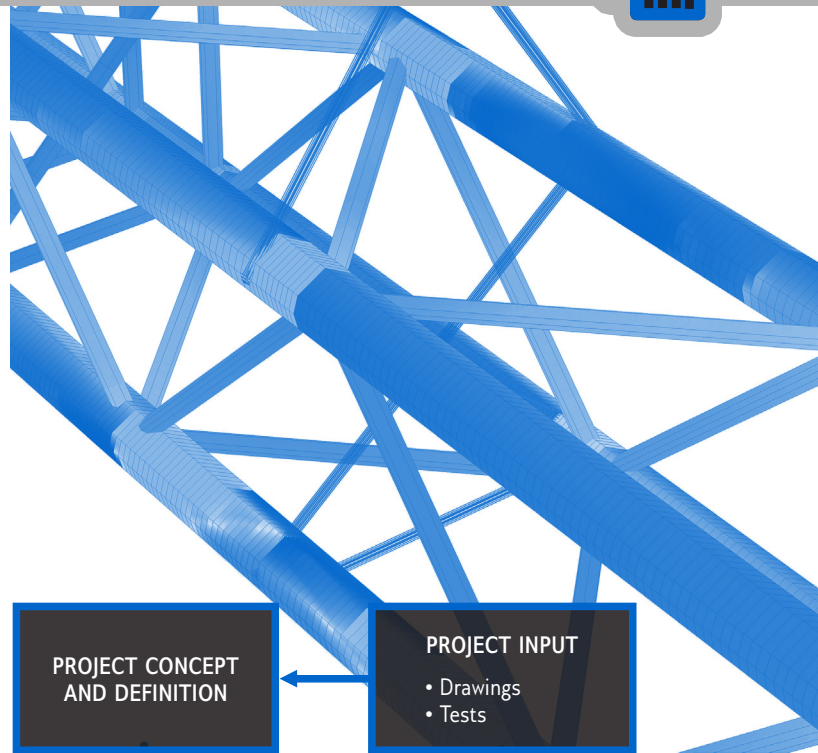 PROJECT CONCEPT
AND DEFINITION
PROJECT INPUT
• Drawings
• Tests